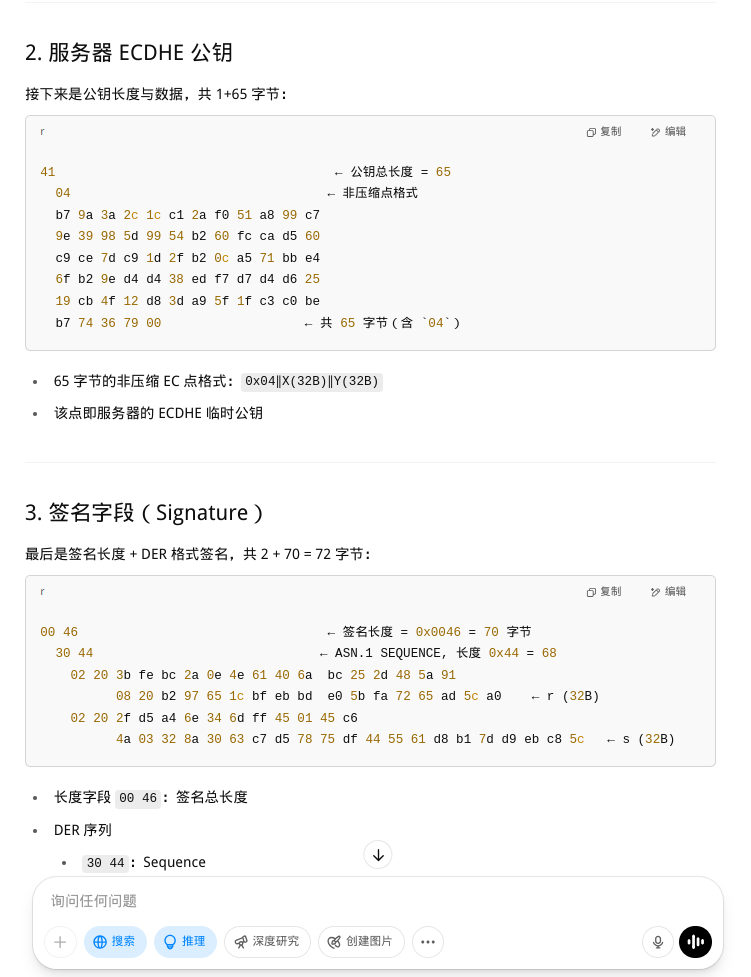 2. 服务器 ECDHE 公钥
接下来是公钥长度与数据，共 1+65 字节：
r 复制 编辑
41 ← 公钥总长度 = 65
04 ← 非压缩点格式
b7 9a 3a 2c 1c c1 2a f0 51 a8 99 c7
9e 39 98 5d 99 54 b2 60 fc ca d5 60
c9 ce 7d c9 1d 2f b2 0c a5 71 bb e4
6f b2 9e d4 d4 38 ed f7 d7 d4 d6 25
19 cb 4f 12 d8 3d a9 5f 1f c3 c0 be
b7 74 36 79 00 ← 共 65 字节（含 `04`）
• 65 字节的非压缩 EC 点格式：0x04‖X(32B)‖Y(32B)
• 该点即服务器的 ECDHE 临时公钥
3. 签名字段（Signature）
最后是签名长度 + DER 格式签名，共 2 + 70 = 72 字节：
r 复制 编辑
00 46 ← 签名长度 = 0x0046 = 70 字节
30 44 ← ASN.1 SEQUENCE, 长度 0x44 = 68
02 20 3b fe bc 2a 0e 4e 61 40 6a bc 25 2d 48 5a 91
08 20 b2 97 65 1c bf eb bd e0 5b fa 72 65 ad 5c a0 ← r (32B)
02 20 2f d5 a4 6e 34 6d ff 45 01 45 c6
4a 03 32 8a 30 63 c7 d5 78 75 df 44 55 61 d8 b1 7d d9 eb c8 5c ← s (32B)
• 长度字段 00 46：签名总长度
• DER 序列
• 30 44：Sequence
询问任何问题
搜索 推理 深度研究 创建图片